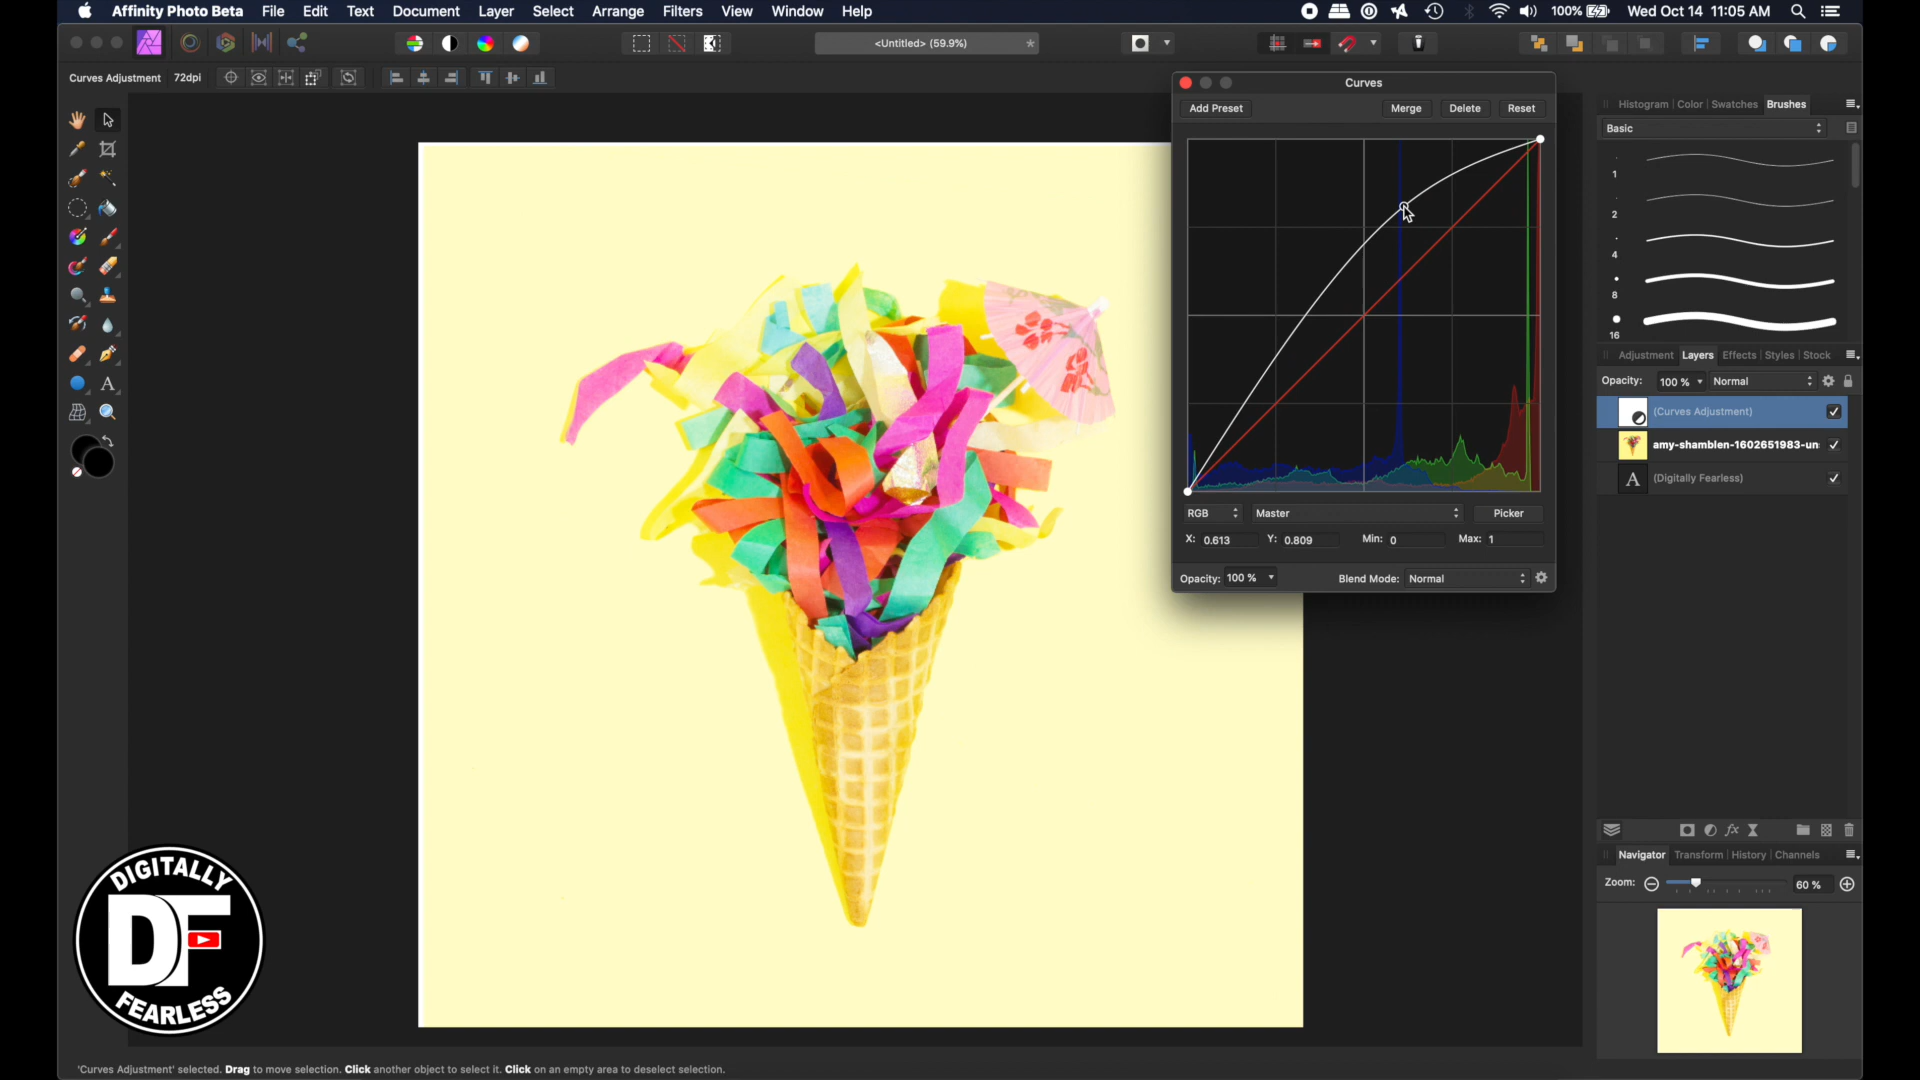 Affinity Photo Beta File Edit Text Document Layer Select Arrange Filters View Window Help
100% Wed Oct 14 11:05 AM
<Untitled> (59.9%)
Curves Adjustment 72dpi
Curves
Add Preset Merge Delete Reset
RGB Master Picker
X: 0.613 Y: 0.809 Min: 0 Max: 1
Opacity: 100 % Blend Mode: Normal
Histogram Color Swatches Brushes
Basic
1
2
4
8
16
Adjustment Layers Effects Styles Stock
Opacity: 100 % Normal
(Curves Adjustment)
amy-shamblen-1602651983-un
A (Digitally Fearless)
fx
Navigator Transform History Channels
Zoom: 60 %
A
DIGITALLY
DF
FEARLESS
'Curves Adjustment' selected. Drag to move selection. Click another object to select it. Click on an empty area to deselect selection.